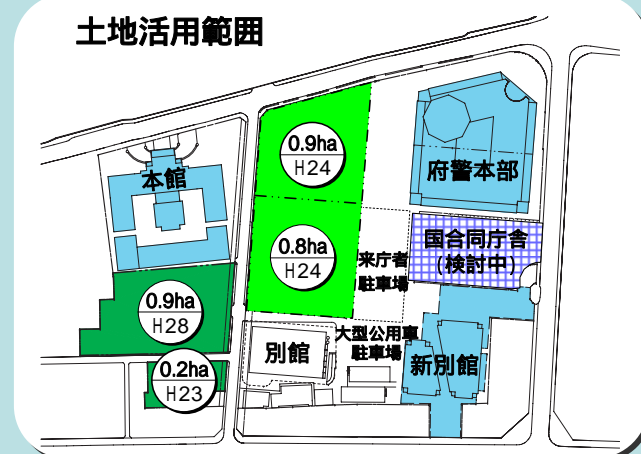 土地活用範囲
0.9ha
H24
本館
府警本部
0.8ha
H24
来庁者
駐車場
国合同庁舎
(検討中)
0.9ha
H28
別館
大型公用車
駐車場
新別館
0.2ha
H23